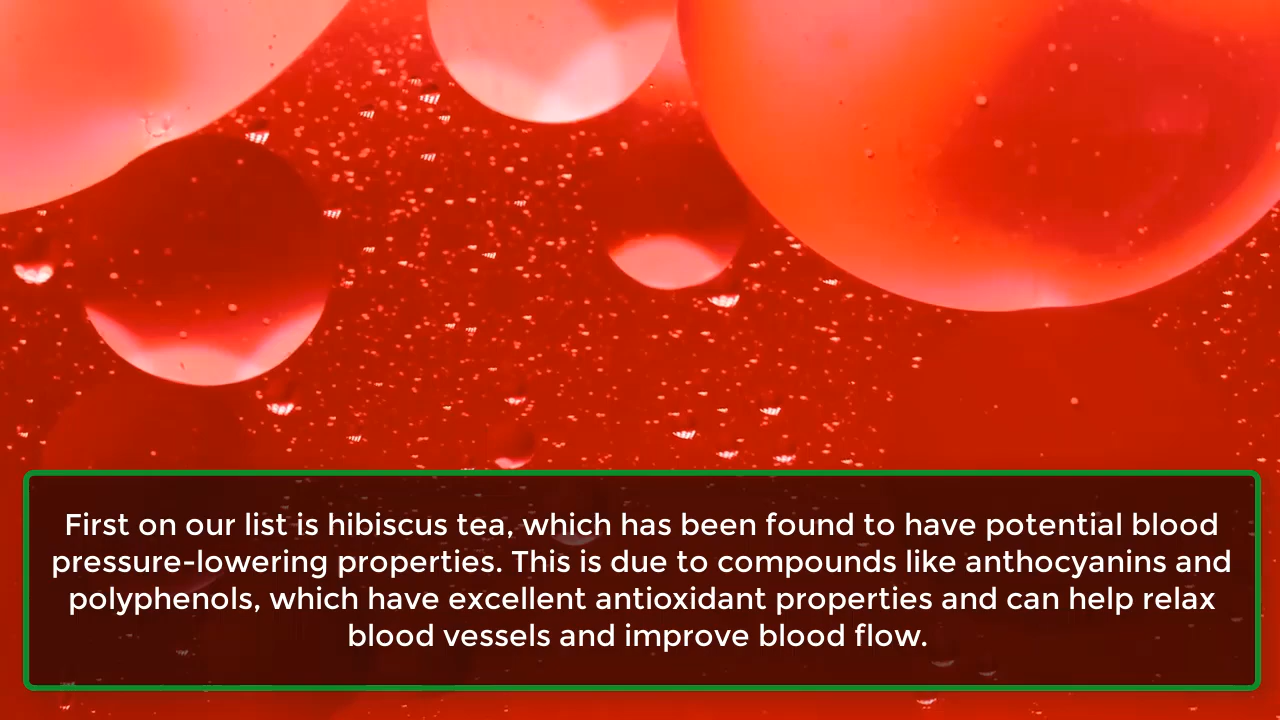 First on our list is hibiscus tea, which has been found to have potential blood
pressure-lowering properties. This is due to compounds like anthocyanins and
polyphenols, which have excellent antioxidant properties and can help relax
blood vessels and improve blood flow.